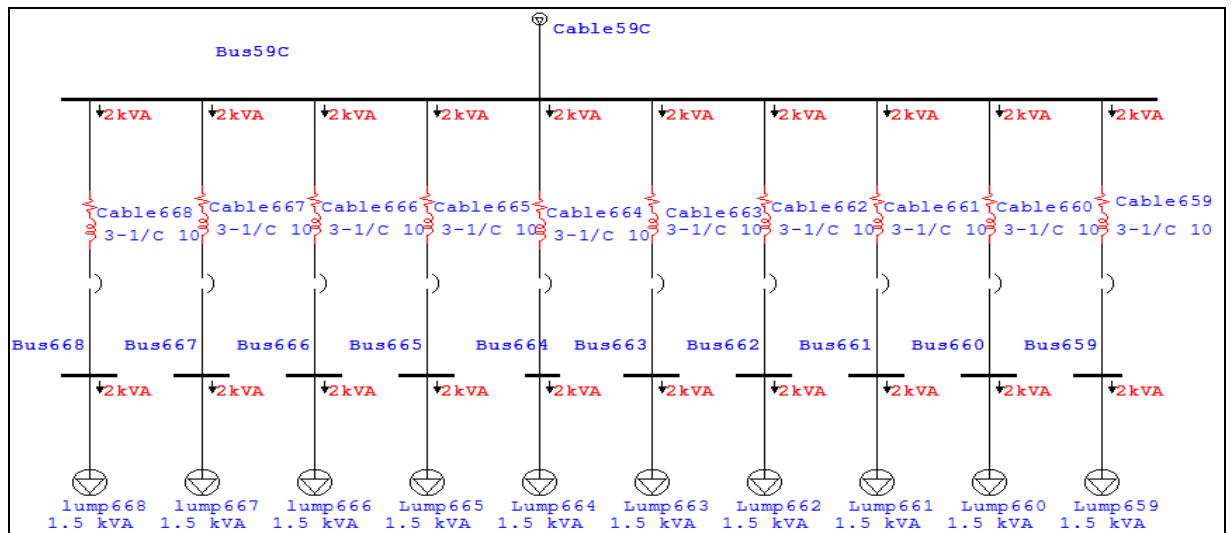 Cable59C
Bus59C
2kVA 2kVA 2kVA 2kVA 2kVA 2kVA 2kVA 2kVA 2kVA 2kVA
Cable668 Cable667 Cable666 Cable665 Cable664 Cable663 Cable662 Cable661 Cable660 Cable659
3-1/C 10 3-1/C 10 3-1/C 10 3-1/C 10 3-1/C 10 3-1/C 10 3-1/C 10 3-1/C 10 3-1/C 10 3-1/C 10
Bus668 Bus667 Bus666 Bus665 Bus664 Bus663 Bus662 Bus661 Bus660 Bus659
2kVA 2kVA 2kVA 2kVA 2kVA 2kVA 2kVA 2kVA 2kVA 2kVA
lump668 lump667 lump666 Lump665 Lump664 Lump663 Lump662 Lump661 Lump660 Lump659
1.5 kVA 1.5 kVA 1.5 kVA 1.5 kVA 1.5 kVA 1.5 kVA 1.5 kVA 1.5 kVA 1.5 kVA 1.5 kVA